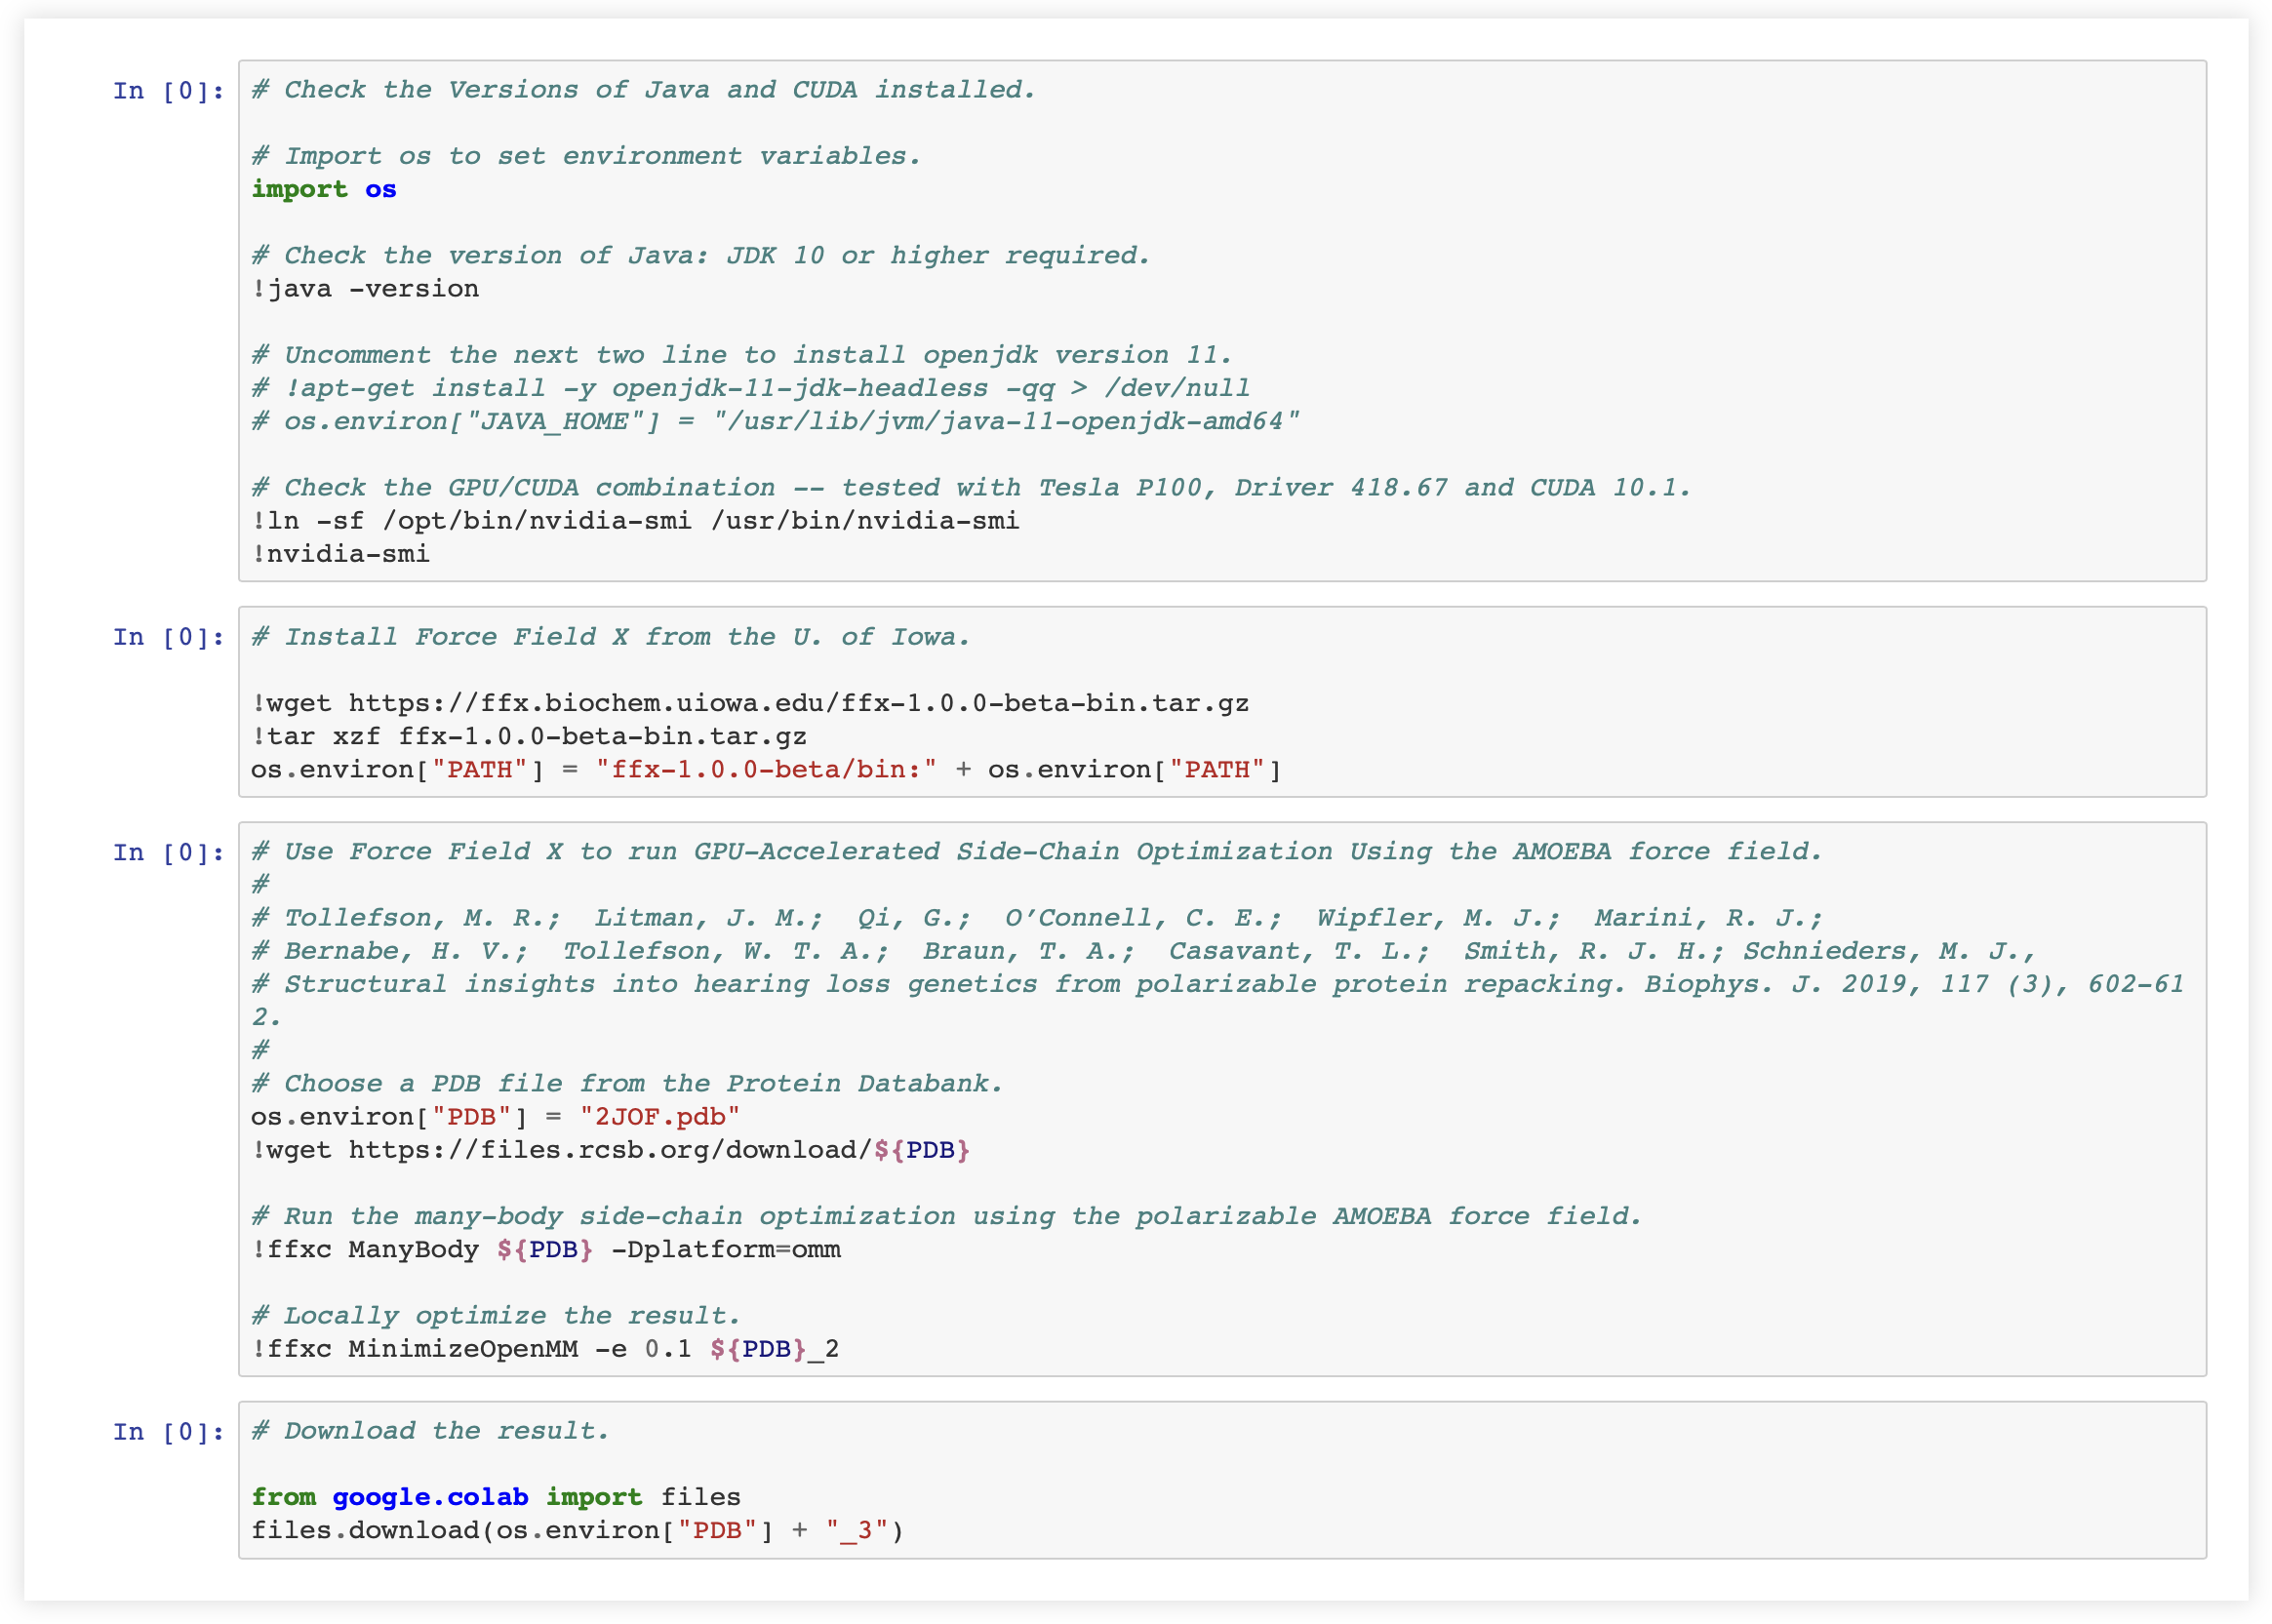 In [0]: # Check the Versions of Java and CUDA installed.
# Import os to set environment variables.
import os
# Check the version of Java: JDK 10 or higher required.
!java -version
# Uncomment the next two line to install openjdk version 11.
# !apt-get install -y openjdk-11-jdk-headless -qq > /dev/null
# os.environ["JAVA_HOME"] = "/usr/lib/jvm/java-11-openjdk-amd64"
# Check the GPU/CUDA combination -- tested with Tesla P100, Driver 418.67 and CUDA 10.1.
!ln -sf /opt/bin/nvidia-smi /usr/bin/nvidia-smi
!nvidia-smi
In [0]: # Install Force Field X from the U. of Iowa.
!wget https://ffx.biochem.uiowa.edu/ffx-1.0.0-beta-bin.tar.gz
!tar xzf ffx-1.0.0-beta-bin.tar.gz
os.environ["PATH"] = "ffx-1.0.0-beta/bin:" + os.environ["PATH"]
In [0]: # Use Force Field X to run GPU-Accelerated Side-Chain Optimization Using the AMOEBA force field.
#
# Tollefson, M. R.;  Litman, J. M.;  Qi, G.;  O’Connell, C. E.;  Wipfler, M. J.;  Marini, R. J.;
# Bernabe, H. V.;  Tollefson, W. T. A.;  Braun, T. A.;  Casavant, T. L.;  Smith, R. J. H.; Schnieders, M. J.,
# Structural insights into hearing loss genetics from polarizable protein repacking. Biophys. J. 2019, 117 (3), 602-61
2.
#
# Choose a PDB file from the Protein Databank.
os.environ["PDB"] = "2JOF.pdb"
!wget https://files.rcsb.org/download/${PDB}
# Run the many-body side-chain optimization using the polarizable AMOEBA force field.
!ffxc ManyBody ${PDB} -Dplatform=omm
# Locally optimize the result.
!ffxc MinimizeOpenMM -e 0.1 ${PDB}_2
In [0]: # Download the result.
from google.colab import files
files.download(os.environ["PDB"] + "_3")